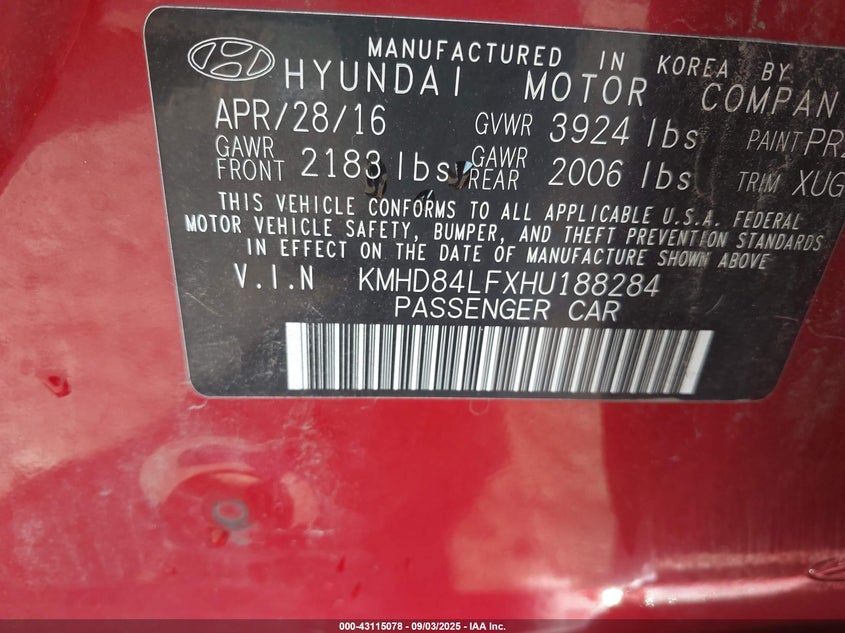 MANUFACTURED IN KOREA BY
HYUNDAI MOTOR COMPAN
APR/28/16 GVWR 3924 lbs PAINT PR2
GAWR FRONT 2183 lbs GAWR REAR 2006 lbs TRIM XUG
THIS VEHICLE CONFORMS TO ALL APPLICABLE U.S.A. FEDERAL
MOTOR VEHICLE SAFETY, BUMPER, AND THEFT PREVENTION STANDARDS
IN EFFECT ON THE DATE OF MANUFACTURE SHOWN ABOVE
V.I.N KMHD84LFXHU188284
PASSENGER CAR
000-43115078 - 09/03/2025 - IAA Inc.